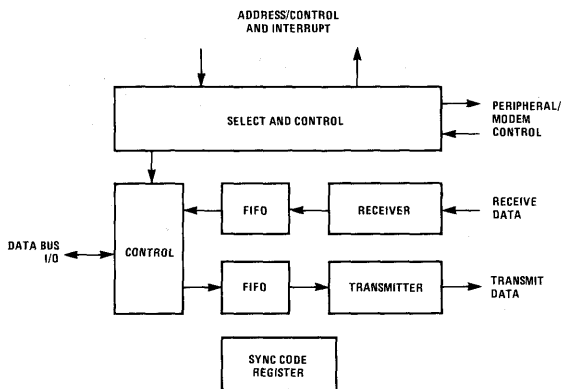 ADDRESS/CONTROL
AND INTERRUPT
SELECT AND CONTROL
PERIPHERAL/
MODEM
CONTROL
CONTROL
FIFO
RECEIVER
RECEIVE
DATA
DATA BUS
I/O
FIFO
TRANSMITTER
TRANSMIT
DATA
SYNC CODE
REGISTER